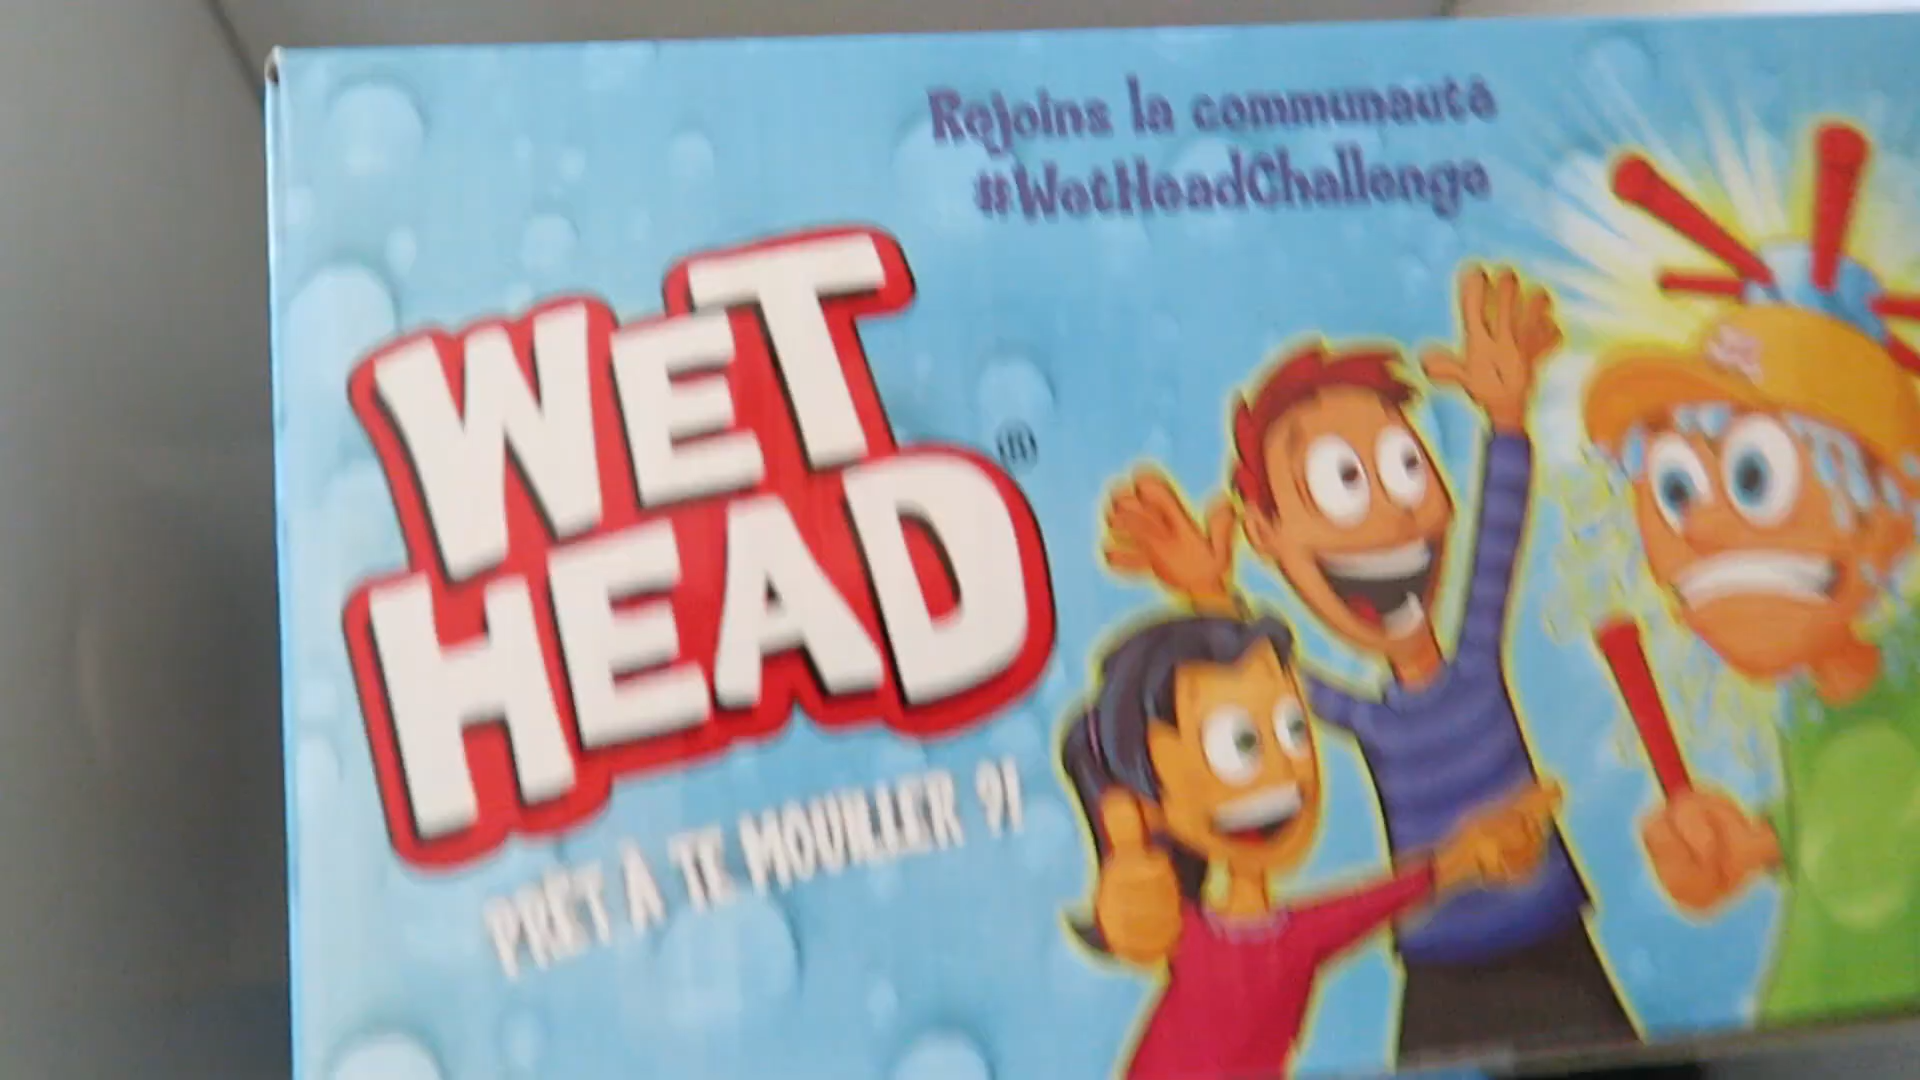 Rejoins la communauté
#WetHeadChallenge
WET
HEAD®
PRÊT À TE MOUILLER ?!